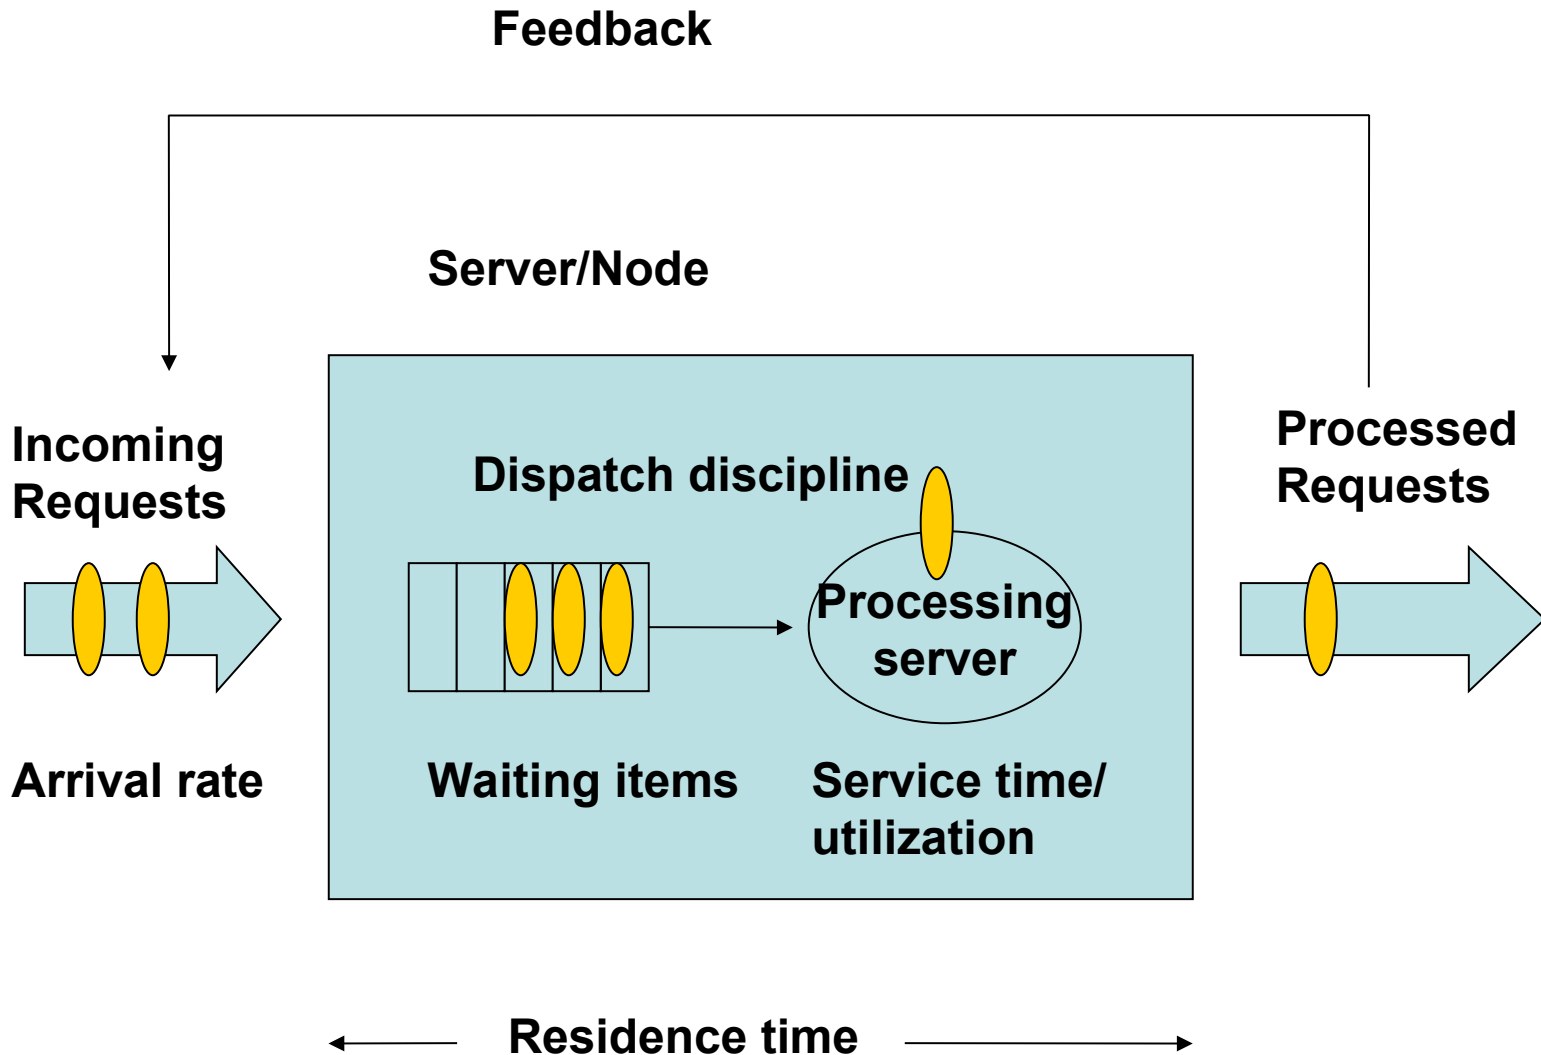 Feedback
Server/Node
Incoming
Requests
Processed
Requests
Dispatch discipline
Processing
server
Arrival rate
Waiting items
Service time/
utilization
Residence time